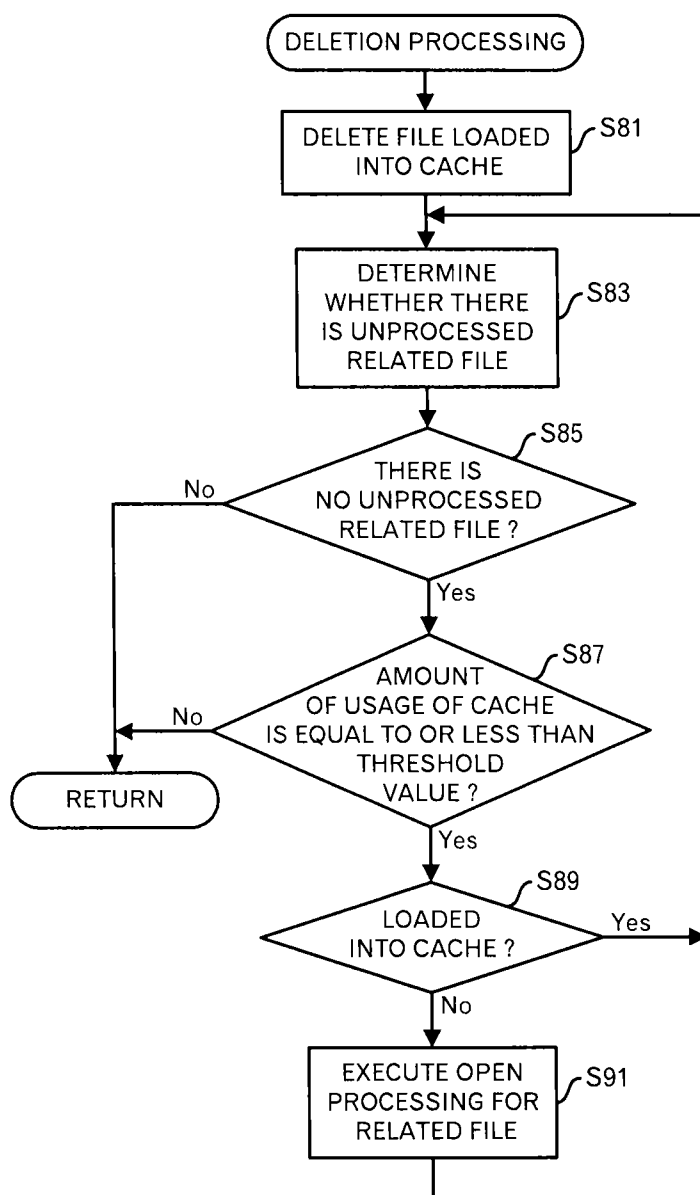 DELETION PROCESSING
DELETE FILE LOADED
INTO CACHE
S81
DETERMINE
WHETHER THERE
IS UNPROCESSED
RELATED FILE
S83
S85
THERE IS
NO UNPROCESSED
RELATED FILE ?
No
Yes
S87
AMOUNT
OF USAGE OF CACHE
IS EQUAL TO OR LESS THAN
THRESHOLD
VALUE ?
No
RETURN
Yes
S89
LOADED
INTO CACHE ?
Yes
No
EXECUTE OPEN
PROCESSING FOR
RELATED FILE
S91